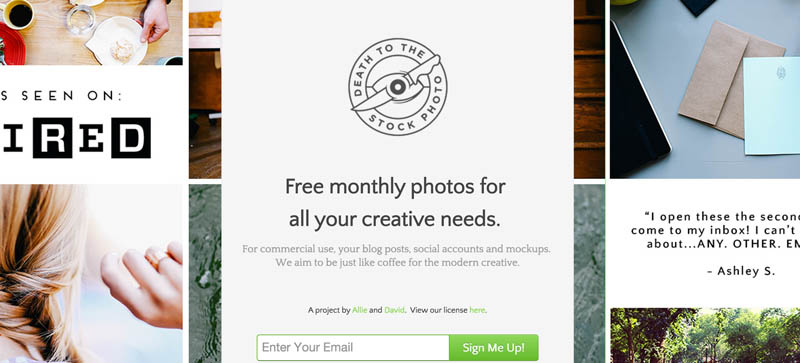 S SEEN ON:
IRED
DEATH TO THE
STOCK PHOTO
Free monthly photos for
all your creative needs.
For commercial use, your blog posts, social accounts and mockups.
We aim to be just like coffee for the modern creative.
A project by Allie and David. View our license here.
Enter Your Email
Sign Me Up!
"I open these the secon
come to my inbox! I can't
about...ANY. OTHER. EM
- Ashley S.